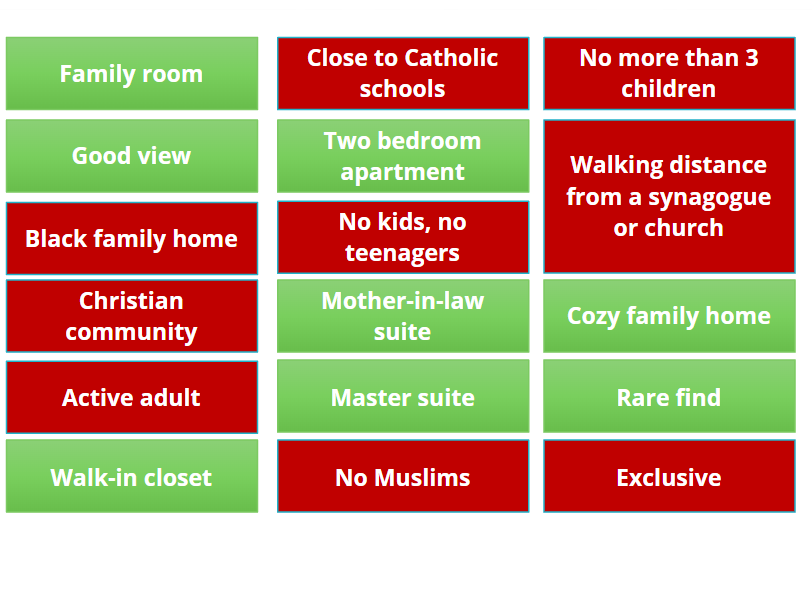 Family room
Close to Catholic
schools
No more than 3
children
Good view
Two bedroom
apartment
Walking distance
from a synagogue
or church
Black family home
No kids, no
teenagers
Christian
community
Mother-in-law
suite
Cozy family home
Active adult
Master suite
Rare find
Walk-in closet
No Muslims
Exclusive